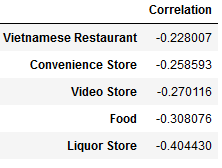 Correlation
Vietnamese Restaurant -0.228007
Convenience Store -0.258593
Video Store -0.270116
Food -0.308076
Liquor Store -0.404430